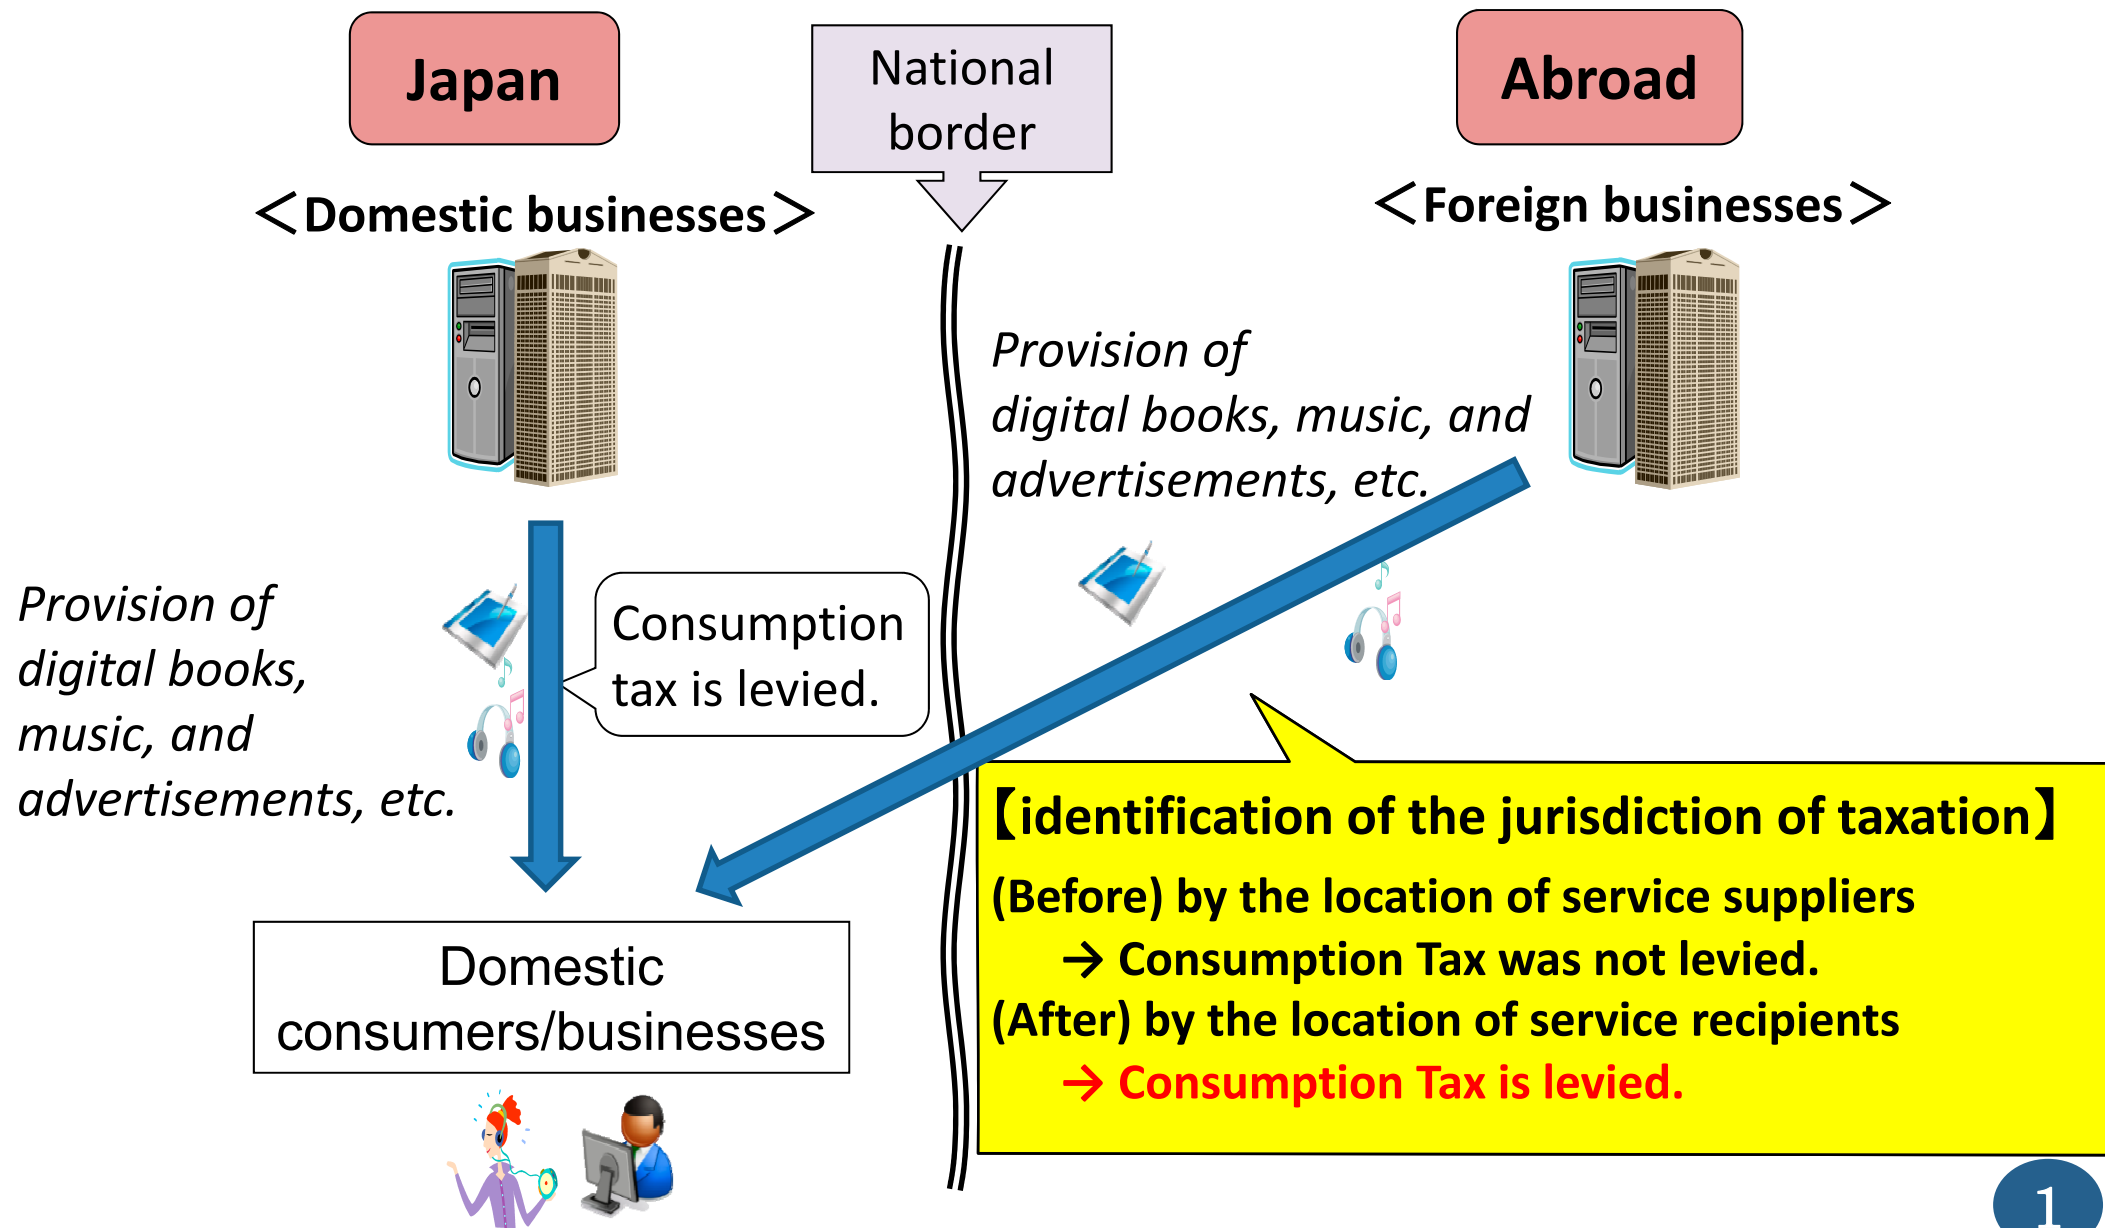 Japan
National
border
Abroad
＜Domestic businesses＞
＜Foreign businesses＞
Provision of
digital books, music, and
advertisements, etc.
Provision of
digital books,
music, and
advertisements, etc.
Consumption
tax is levied.
【identification of the jurisdiction of taxation】
(Before) by the location of service suppliers
→ Consumption Tax was not levied.
(After) by the location of service recipients
→ Consumption Tax is levied.
Domestic
consumers/businesses
1